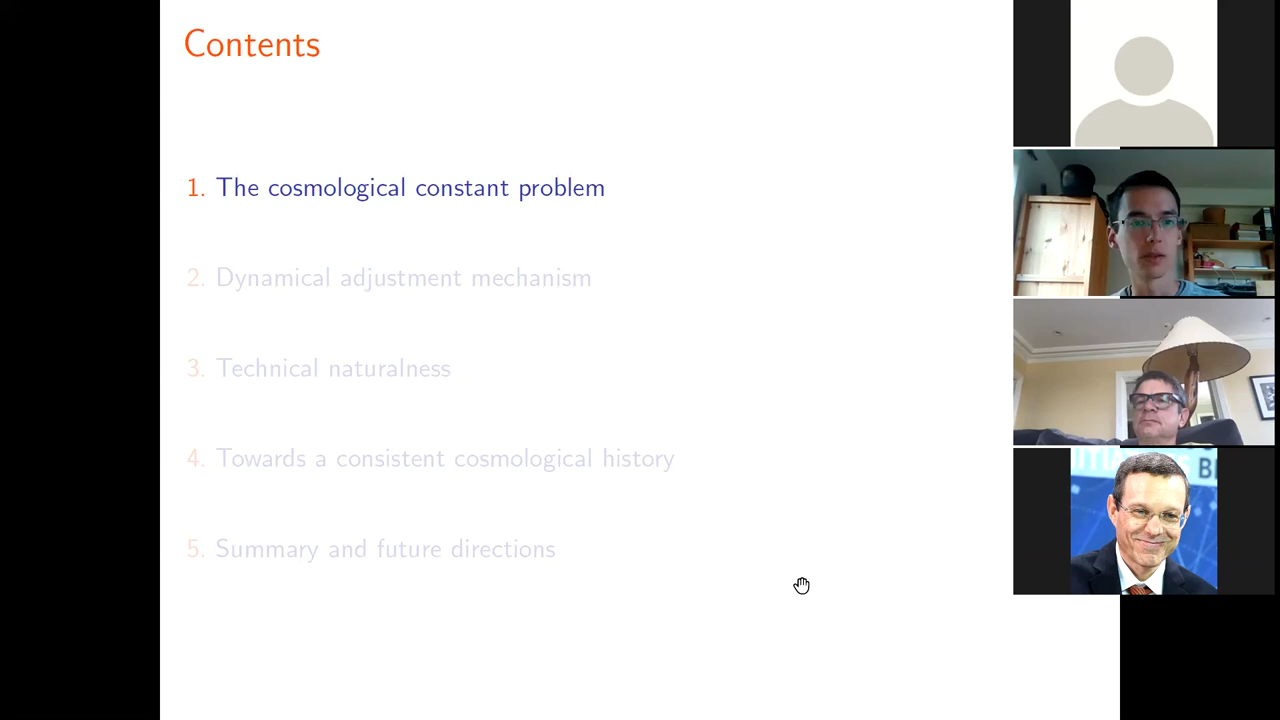 Contents
1. The cosmological constant problem
2. Dynamical adjustment mechanism
3. Technical naturalness
4. Towards a consistent cosmological history
5. Summary and future directions